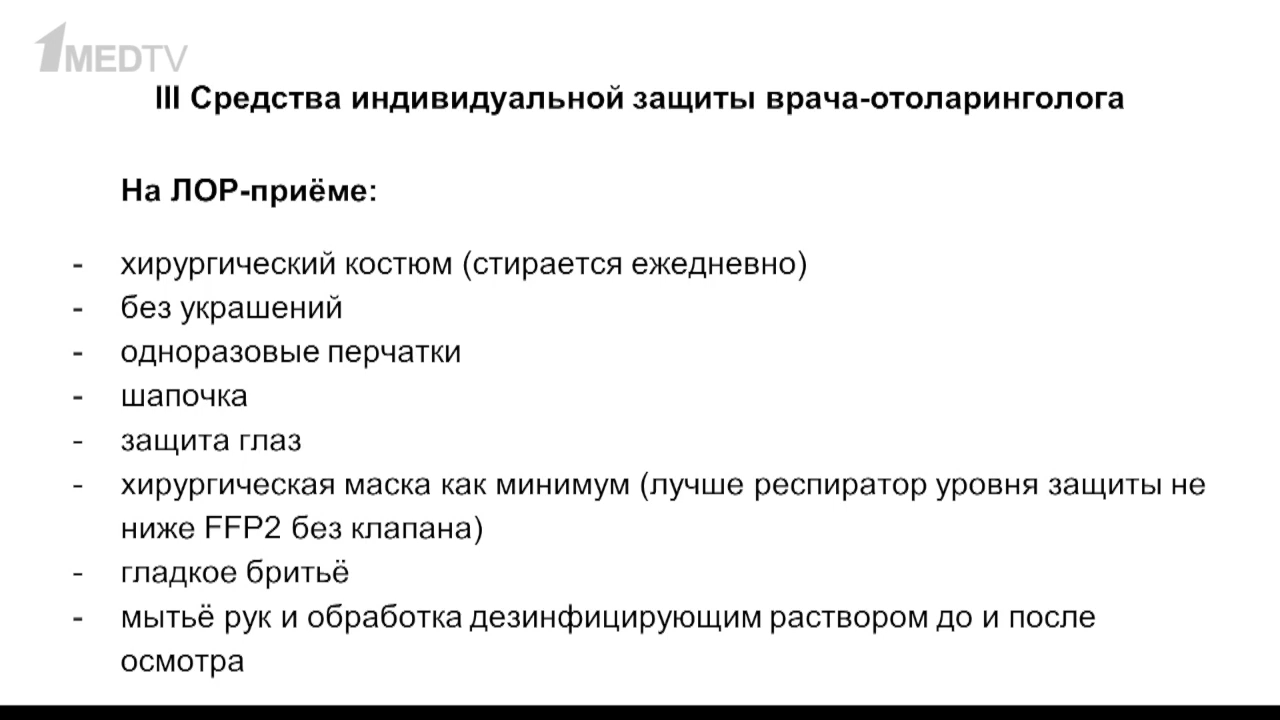 1MEDTV
III Средства индивидуальной защиты врача-отоларинголога
На ЛОР-приёме:
- хирургический костюм (стирается ежедневно)
- без украшений
- одноразовые перчатки
- шапочка
- защита глаз
- хирургическая маска как минимум (лучше респиратор уровня защиты не
ниже FFP2 без клапана)
- гладкое бритьё
- мытьё рук и обработка дезинфицирующим раствором до и после
осмотра